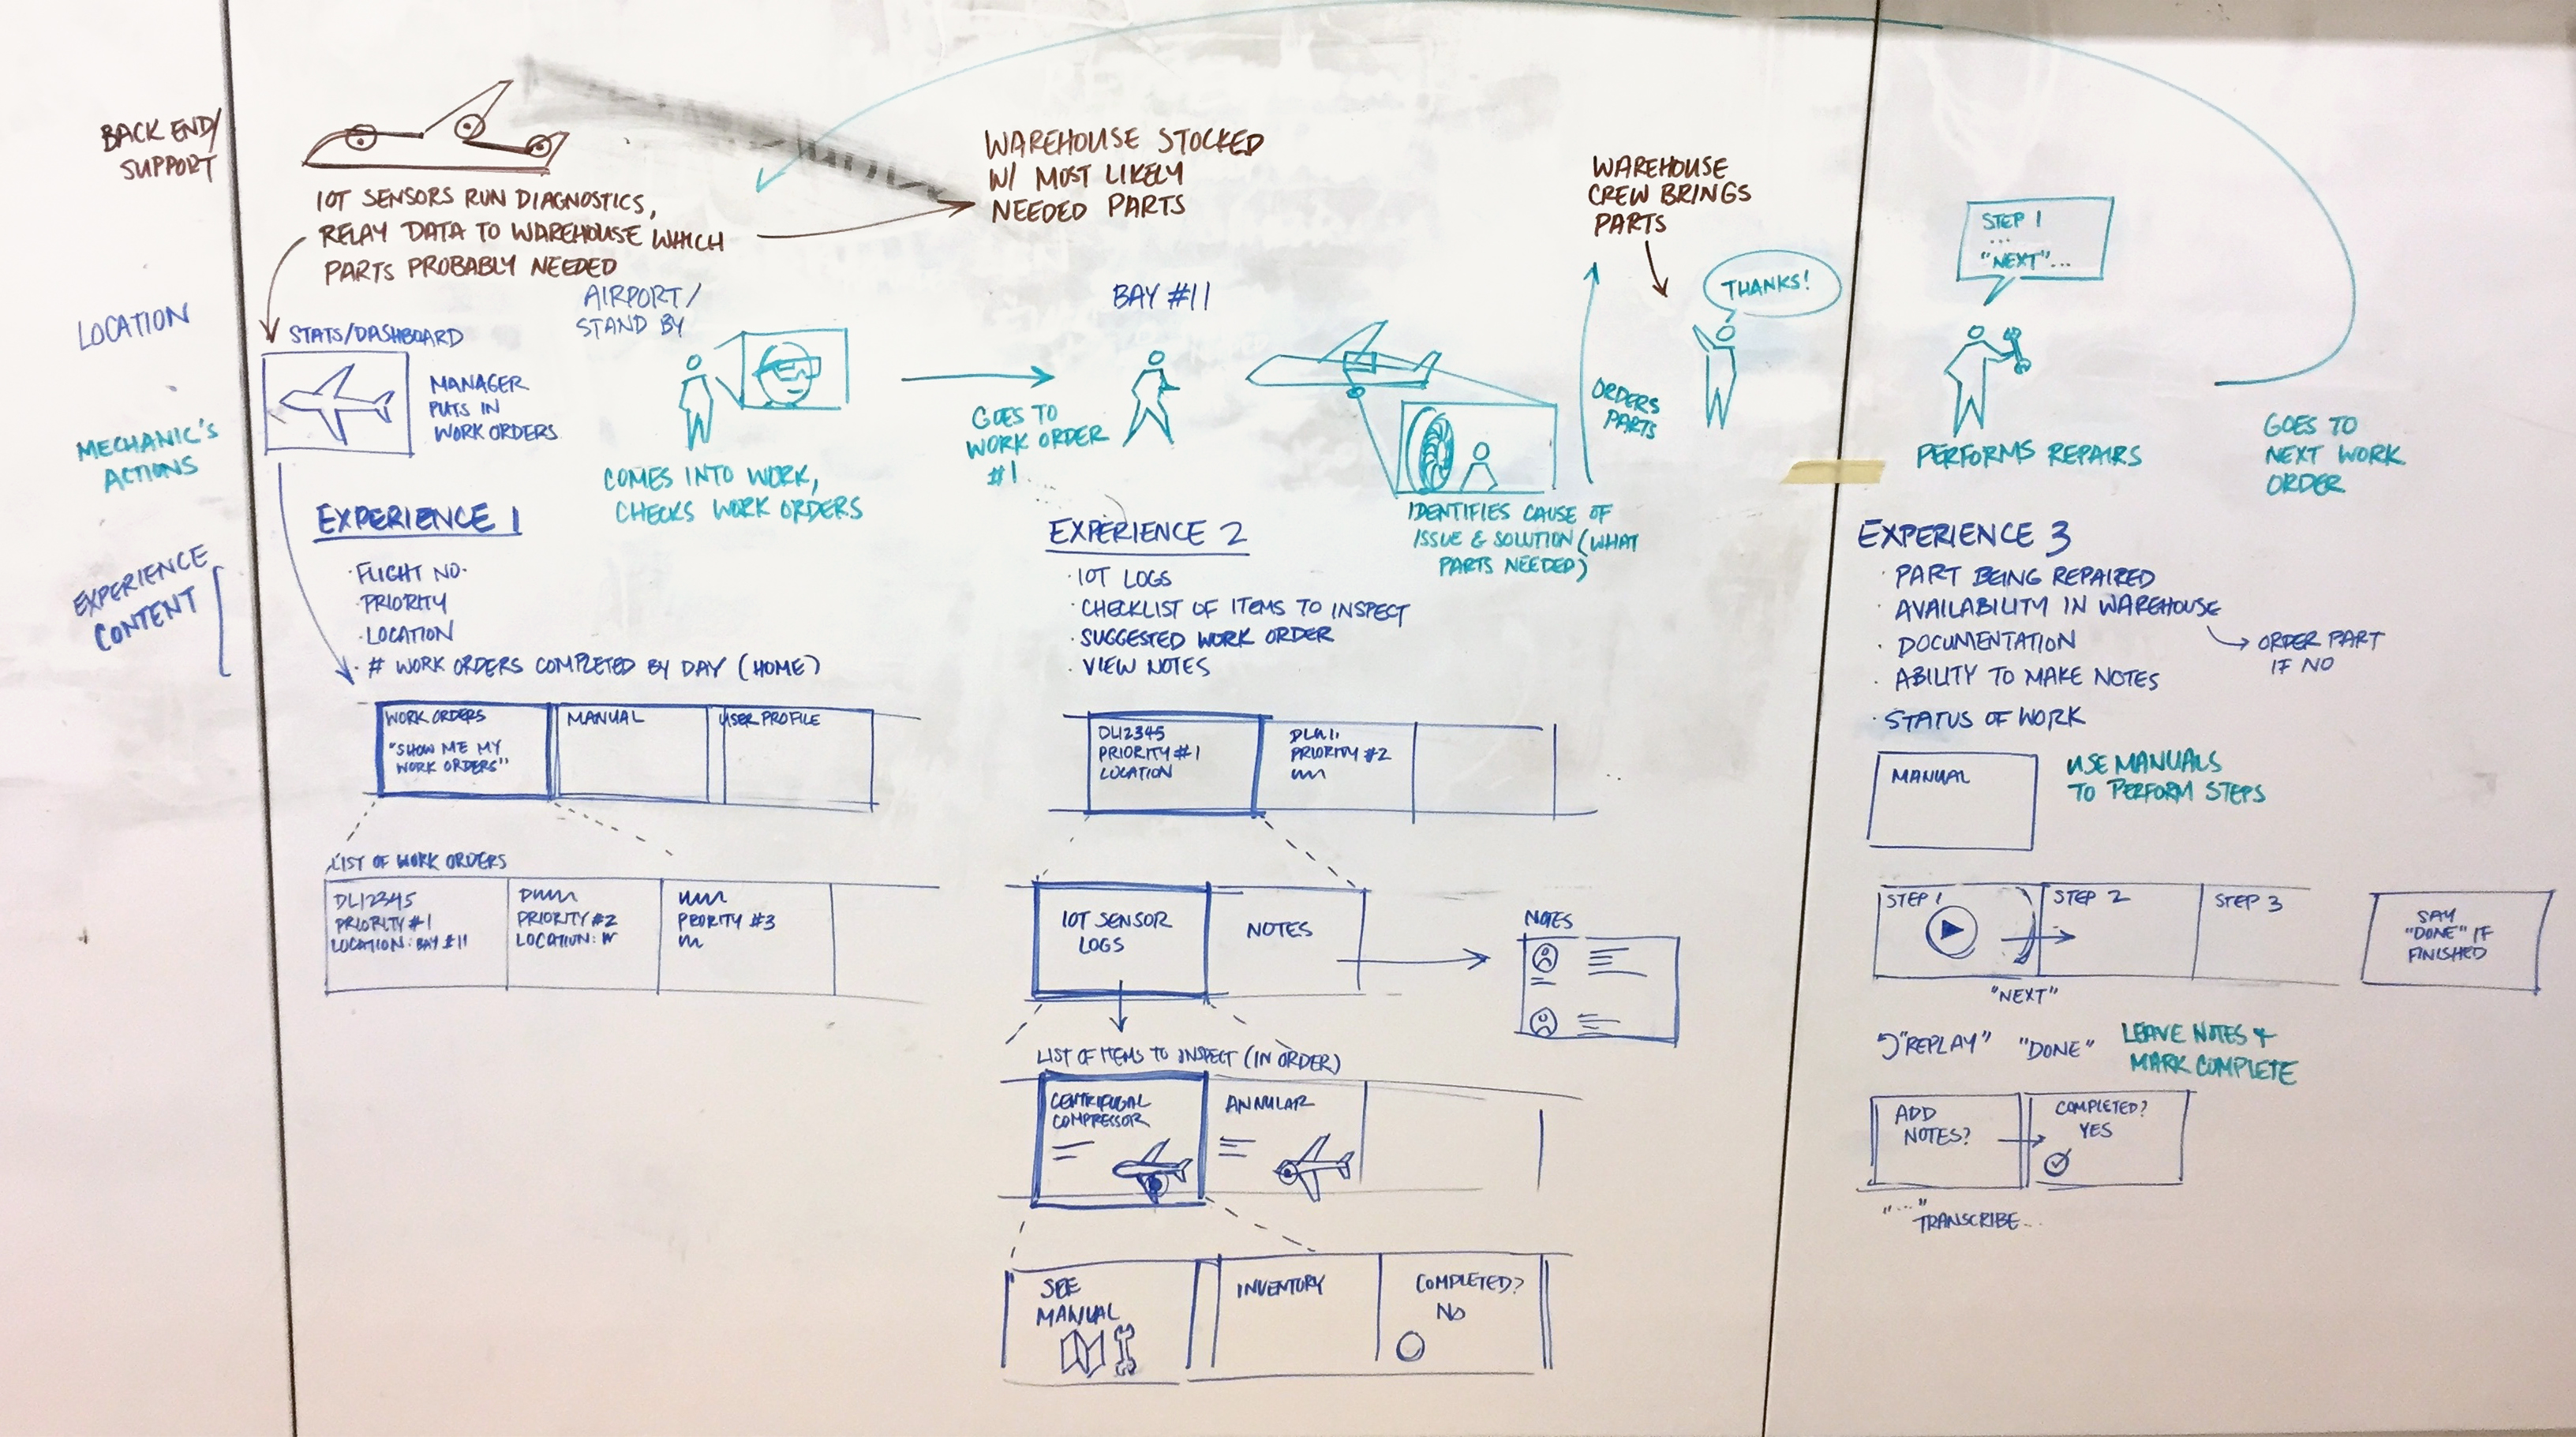 BACK END/
SUPPORT
IOT SENSORS RUN DIAGNOSTICS,
RELAY DATA TO WAREHOUSE WHICH
PARTS PROBABLY NEEDED
WAREHOUSE STOCKED
W/ MOST LIKELY
NEEDED PARTS
WAREHOUSE
CREW BRINGS
PARTS
STEP 1
...
"NEXT"...
THANKS!
LOCATION
AIRPORT/
STAND BY
BAY #11
MECHANIC'S
ACTIONS
STATS/DASHBOARD
MANAGER
PUTS IN
WORK ORDERS
COMES INTO WORK,
CHECKS WORK ORDERS
GOES TO
WORK ORDER
#1
IDENTIFIES CAUSE OF
ISSUE & SOLUTION (WHAT
PARTS NEEDED)
ORDERS
PARTS
PERFORMS REPAIRS
GOES TO
NEXT WORK
ORDER
EXPERIENCE
CONTENT
EXPERIENCE 1
· FLIGHT NO.
· PRIORITY
· LOCATION
· # WORK ORDERS COMPLETED BY DAY (HOME)
WORK ORDERS
"SHOW ME MY
WORK ORDERS"
MANUAL
USER PROFILE
LIST OF WORK ORDERS
DL12345
PRIORITY #1
LOCATION: BAY #11
PRIORITY #2
LOCATION:
PRIORITY #3
EXPERIENCE 2
· IOT LOGS
· CHECKLIST OF ITEMS TO INSPECT
· SUGGESTED WORK ORDER
· VIEW NOTES
DL12345
PRIORITY #1
LOCATION
PRIORITY #2
IOT SENSOR
LOGS
NOTES
NOTES
LIST OF ITEMS TO INSPECT (IN ORDER)
CENTRIFUGAL
COMPRESSOR
ANNULAR
SEE
MANUAL
INVENTORY
COMPLETED?
NO
EXPERIENCE 3
· PART BEING REPAIRED
· AVAILABILITY IN WAREHOUSE
ORDER PART
IF NO
· DOCUMENTATION
· ABILITY TO MAKE NOTES
· STATUS OF WORK
MANUAL
USE MANUALS
TO PERFORM STEPS
STEP 1
STEP 2
STEP 3
SAY
"DONE" IF
FINISHED
"NEXT"
"REPLAY"
"DONE"
LEAVE NOTES +
MARK COMPLETE
ADD
NOTES?
COMPLETED?
YES
"..."
TRANSCRIBE...